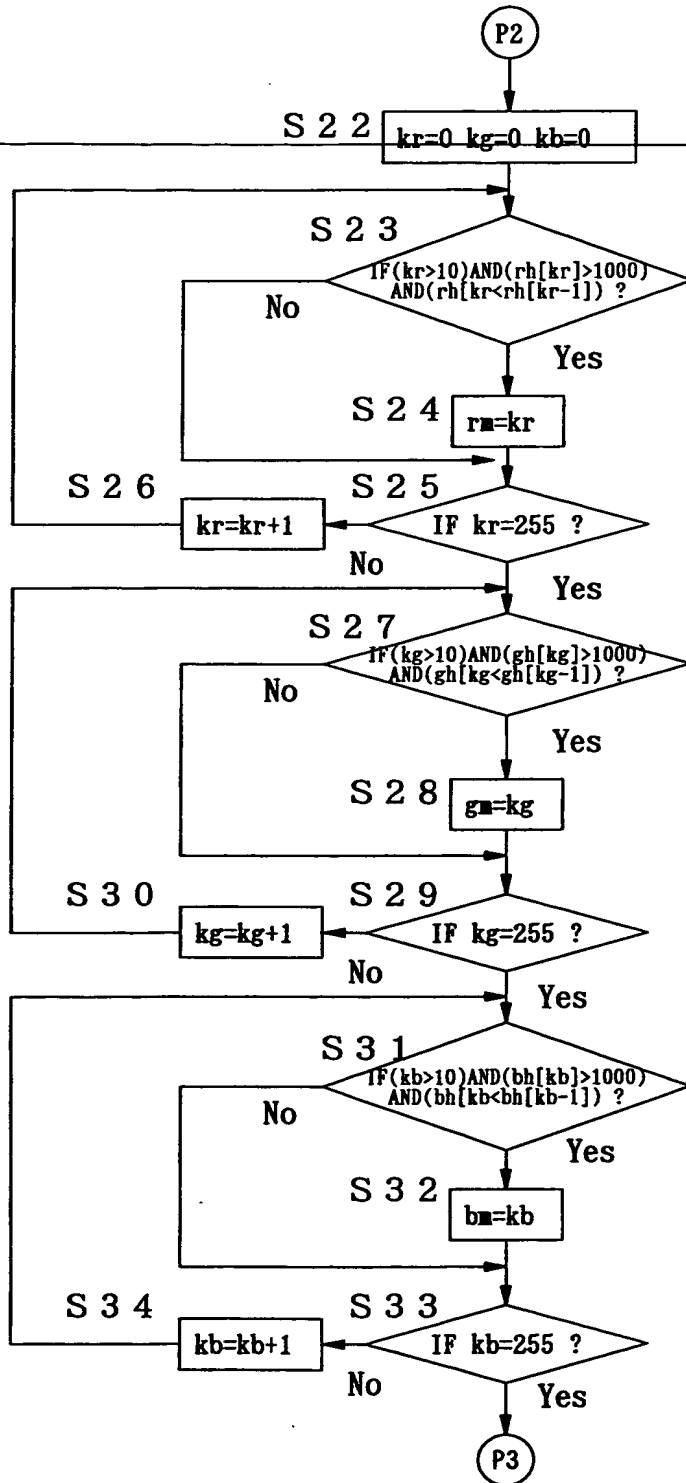 P2
S22
kr=0 kg=0 kb=0
S23
IF(kr>10)AND(rh[kr]>1000)
AND(rh[kr<rh[kr-1]) ?
No
Yes
S24
rm=kr
S26
S25
kr=kr+1
IF kr=255 ?
No
Yes
S27
IF(kg>10)AND(gh[kg]>1000)
AND(gh[kg<gh[kg-1]) ?
No
Yes
S28
gm=kg
S30
S29
kg=kg+1
IF kg=255 ?
No
Yes
S31
IF(kb>10)AND(bh[kb]>1000)
AND(bh[kb<bh[kb-1]) ?
No
Yes
S32
bm=kb
S34
S33
kb=kb+1
IF kb=255 ?
No
Yes
P3